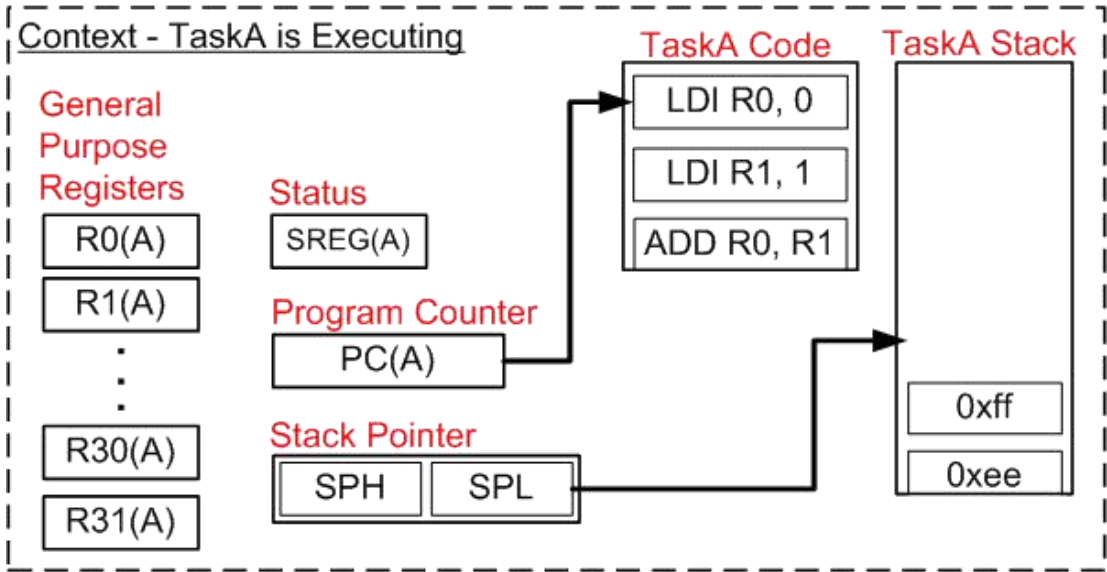 Context - TaskA is Executing
General
Purpose
Registers
R0(A)
R1(A)
R30(A)
R31(A)
Status
SREG(A)
Program Counter
PC(A)
Stack Pointer
SPH
SPL
TaskA Code
LDI R0, 0
LDI R1, 1
ADD R0, R1
TaskA Stack
0xff
0xee